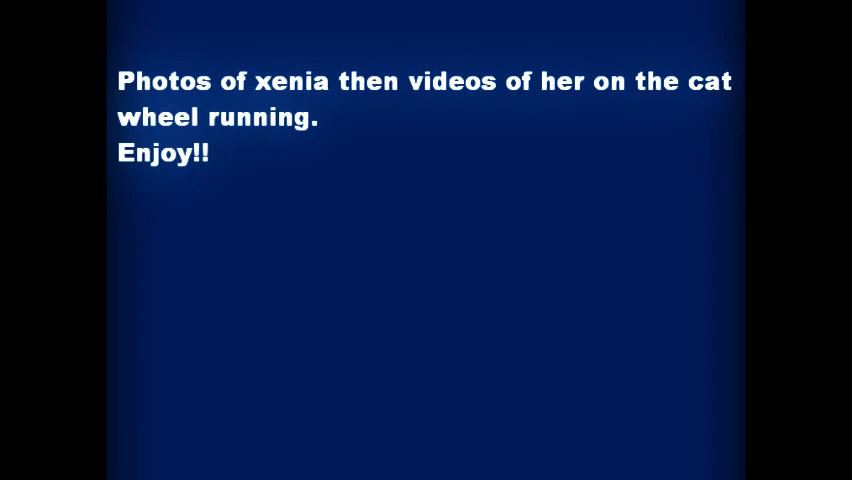 Photos of xenia then videos of her on the cat
wheel running.
Enjoy!!